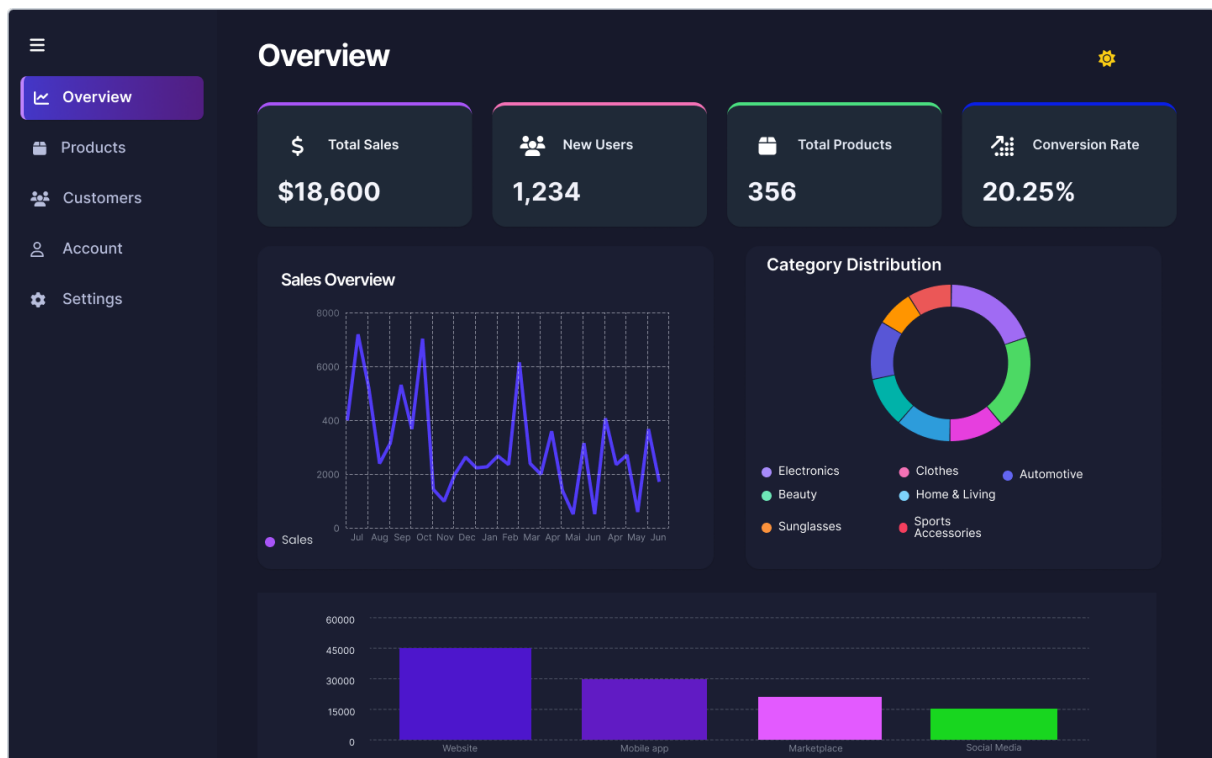 Overview
Products
Customers
Account
Settings
Overview
Total Sales
$18,600
New Users
1,234
Total Products
356
Conversion Rate
20.25%
Sales Overview
8000
6000
400
2000
0
Jul Aug Sep Oct Nov Dec Jan Feb Mar Apr Mai Jun Apr May Jun
Sales
Category Distribution
Electronics
Clothes
Automotive
Beauty
Home & Living
Sunglasses
Sports
Accessories
60000
45000
30000
15000
0
Website
Mobile app
Marketplace
Social Media